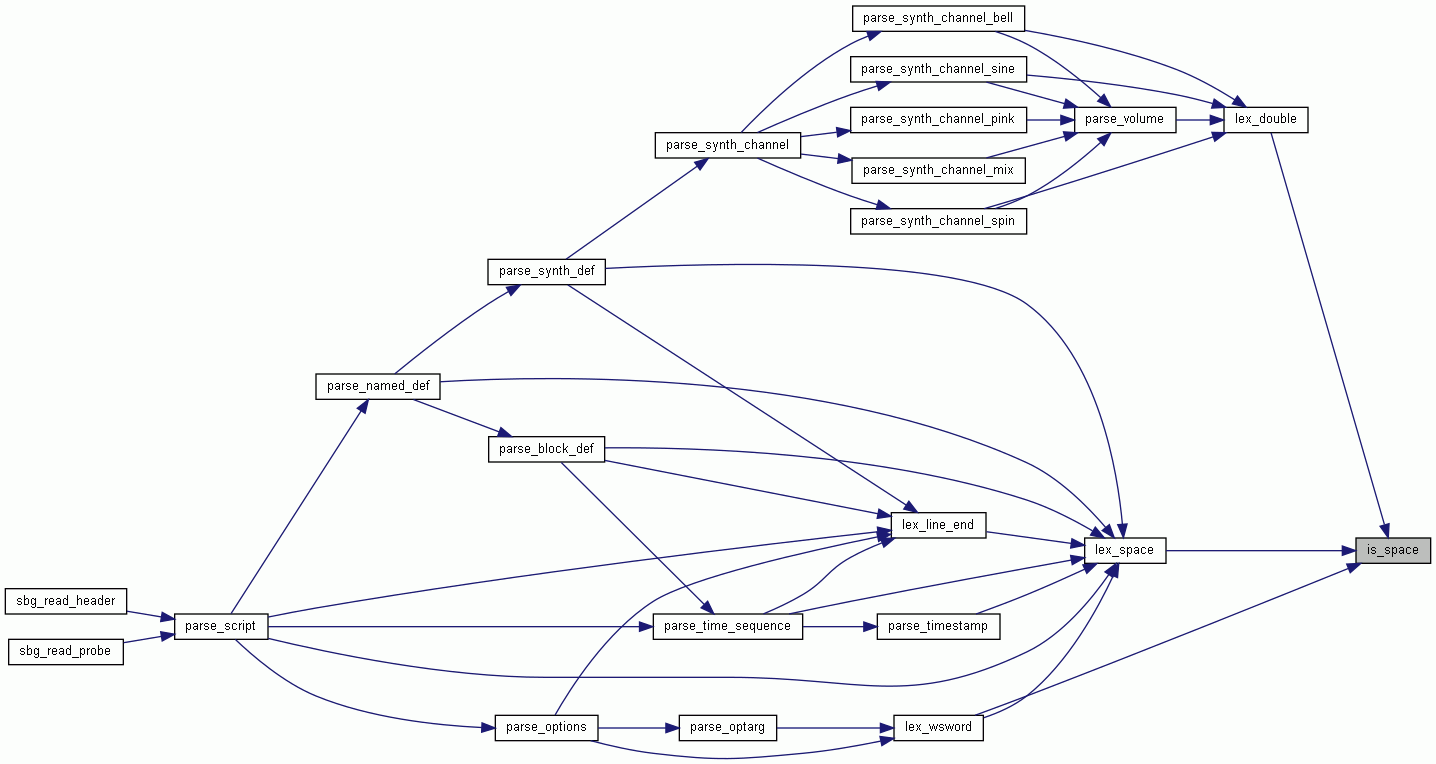 parse_synth_channel_bell
parse_synth_channel_sine
parse_synth_channel_pink
parse_volume
lex_double
parse_synth_channel
parse_synth_channel_mix
parse_synth_channel_spin
parse_synth_def
parse_named_def
parse_block_def
lex_line_end
lex_space
is_space
sbg_read_header
parse_script
parse_time_sequence
parse_timestamp
sbg_read_probe
parse_options
parse_optarg
lex_wsword